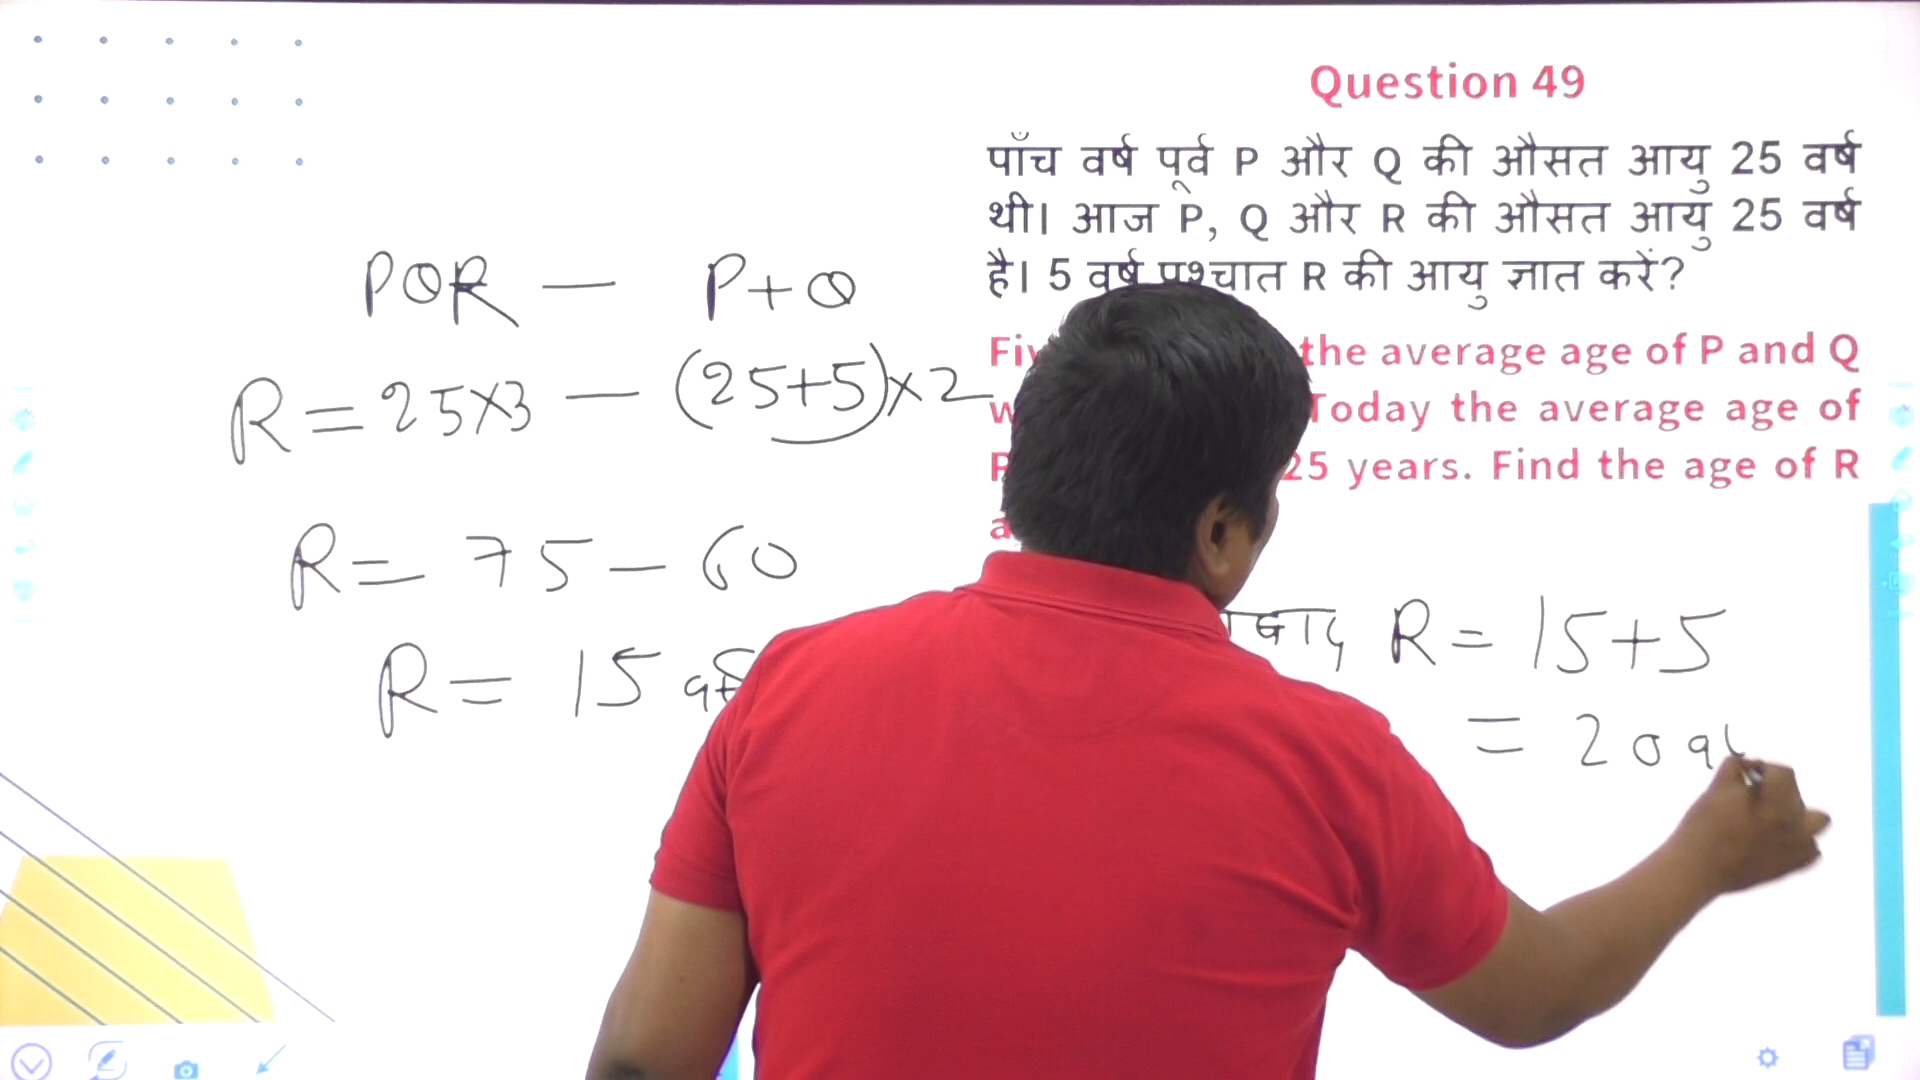 Question 49
पाँच वर्ष पूर्व P और Q की औसत आयु 25 वर्ष
थी। आज P, Q और R की औसत आयु 25 वर्ष
है। 5 वर्ष पश्चात R की आयु ज्ञात करें?
the average age of P and Q
Today the average age of
25 years. Find the age of R
PQR — P+Q
R = 25×3 — (25+5)×2
R = 75 — 60
R = 15 वर्ष
R = 15+5
= 20